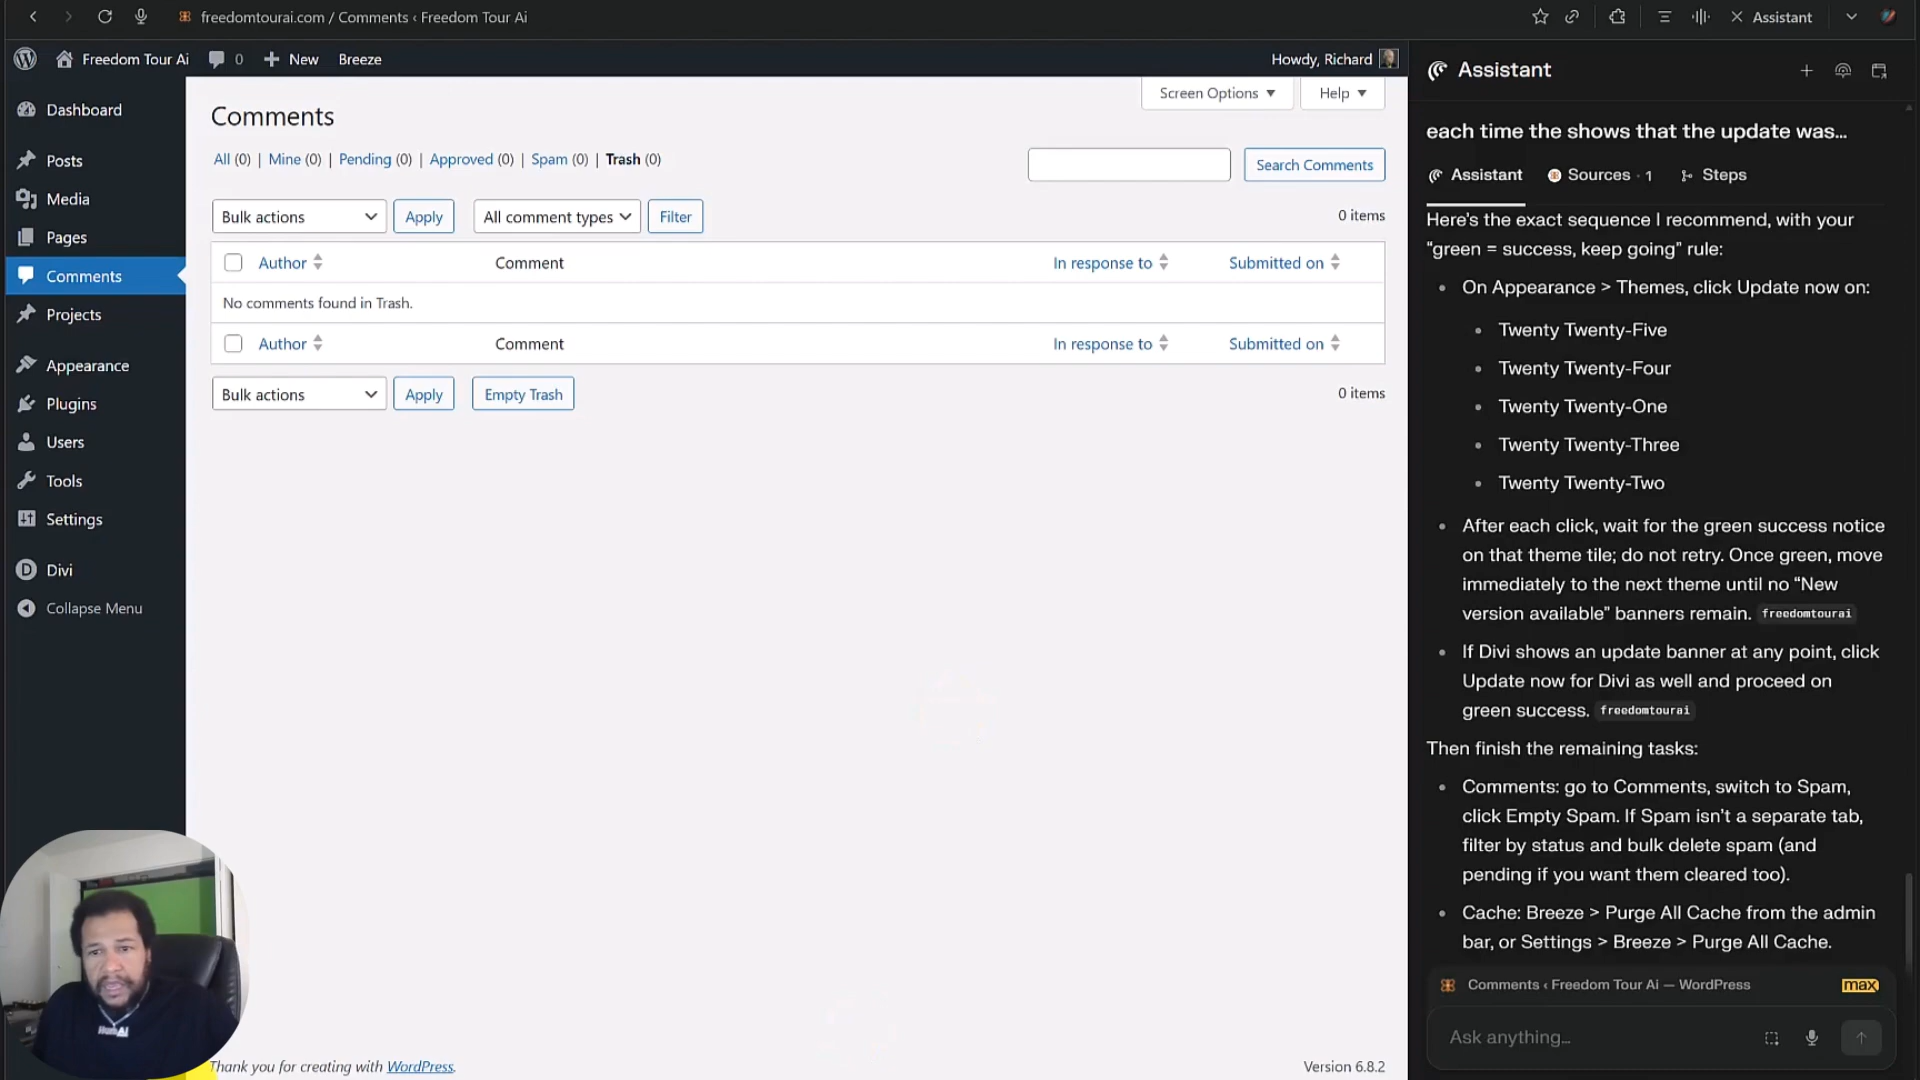 freedomtourai.com / Comments ‹ Freedom Tour Ai
Assistant
Freedom Tour Ai
0
New
Breeze
Howdy, Richard
Dashboard
Posts
Media
Pages
Comments
Projects
Appearance
Plugins
Users
Tools
Settings
Divi
Collapse Menu
Screen Options
Help
Comments
All (0) | Mine (0) | Pending (0) | Approved (0) | Spam (0) | Trash (0)
Search Comments
Bulk actions
Apply
All comment types
Filter
0 items
Author
Comment
In response to
Submitted on
No comments found in Trash.
Author
Comment
In response to
Submitted on
Bulk actions
Apply
Empty Trash
0 items
Thank you for creating with WordPress.
Version 6.8.2
Assistant
each time the shows that the update was...
Assistant
Sources · 1
Steps
Here's the exact sequence I recommend, with your
“green = success, keep going” rule:
On Appearance > Themes, click Update now on:
Twenty Twenty-Five
Twenty Twenty-Four
Twenty Twenty-One
Twenty Twenty-Three
Twenty Twenty-Two
After each click, wait for the green success notice
on that theme tile; do not retry. Once green, move
immediately to the next theme until no “New
version available” banners remain. freedomtourai
If Divi shows an update banner at any point, click
Update now for Divi as well and proceed on
green success. freedomtourai
Then finish the remaining tasks:
Comments: go to Comments, switch to Spam,
click Empty Spam. If Spam isn't a separate tab,
filter by status and bulk delete spam (and
pending if you want them cleared too).
Cache: Breeze > Purge All Cache from the admin
bar, or Settings > Breeze > Purge All Cache.
Comments ‹ Freedom Tour Ai — WordPress
max
Ask anything...